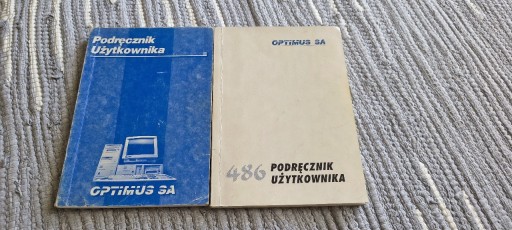 Podręcznik
Użytkownika
OPTIMUS SA
OPTIMUS SA
486 PODRĘCZNIK
UŻYTKOWNIKA